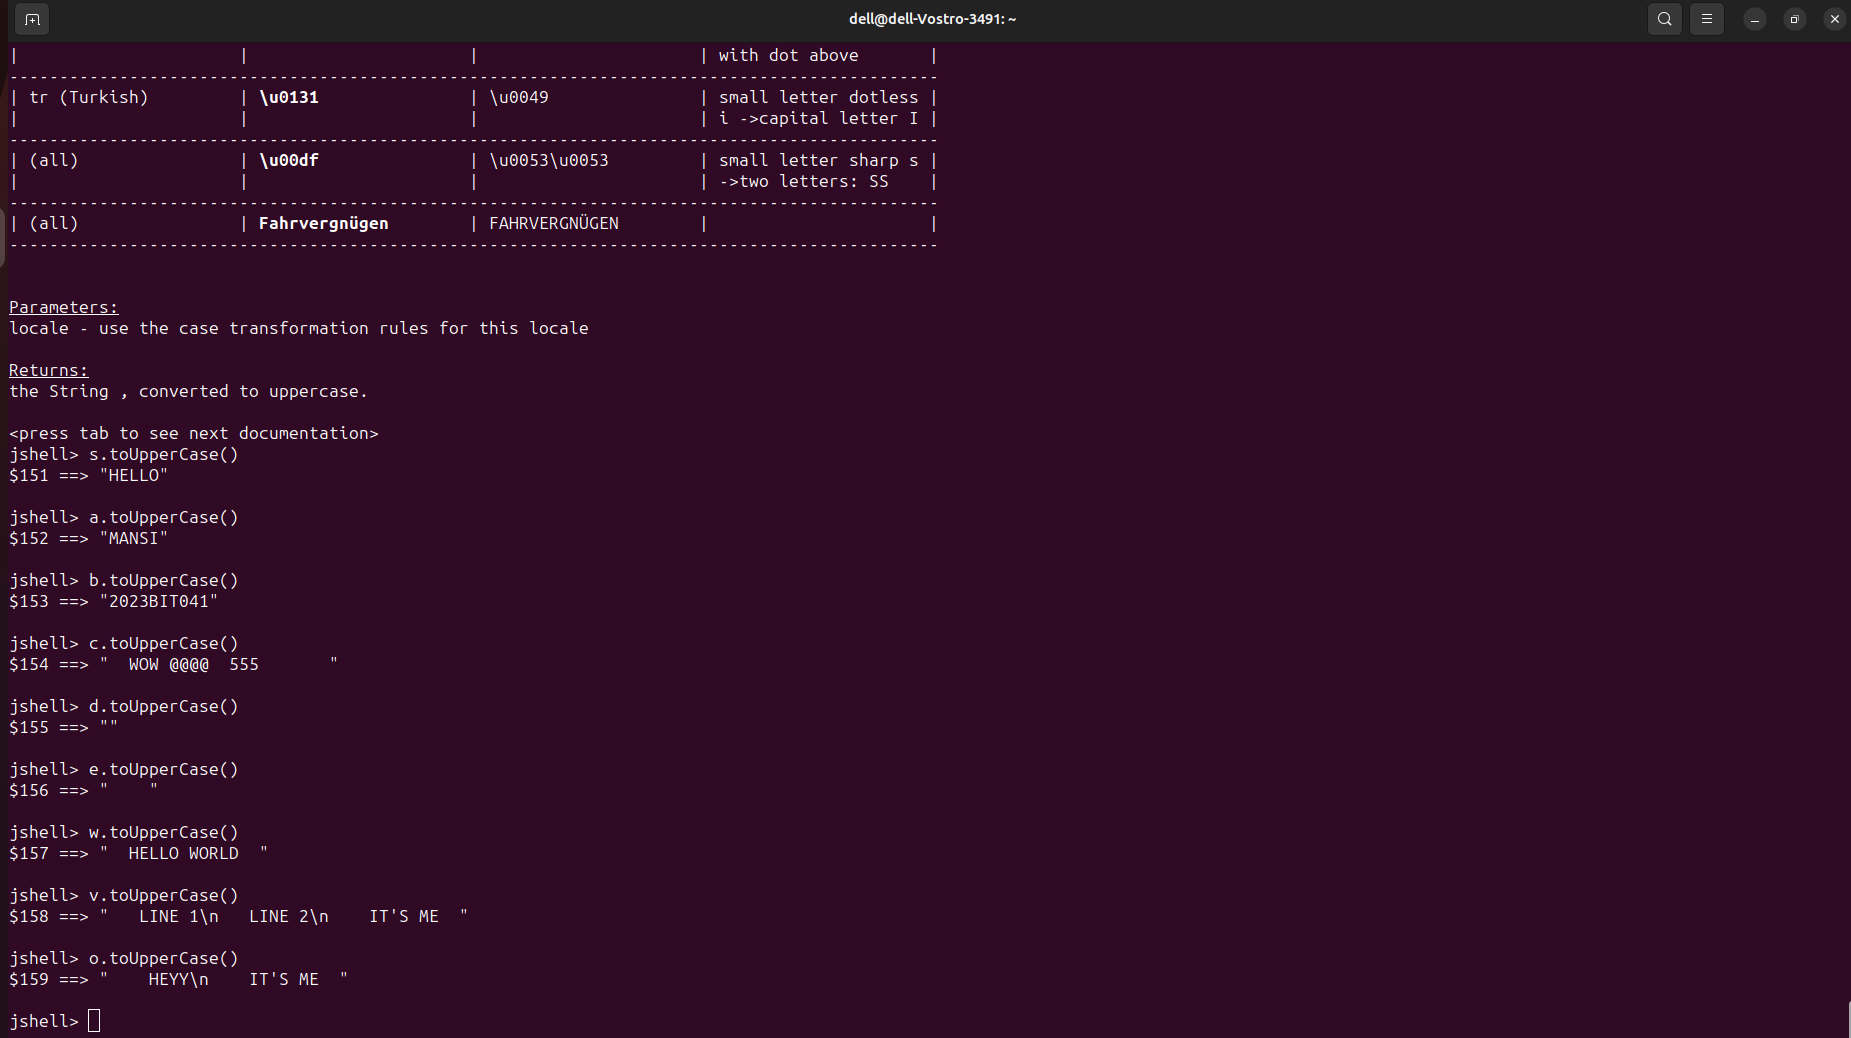 dell@dell-Vostro-3491: ~
|                       |                      |                      | with dot above       |
---------------------------------------------------------------------------------------------
| tr (Turkish)          | \u0131               | \u0049               | small letter dotless |
|                       |                      |                      | i ->capital letter I |
---------------------------------------------------------------------------------------------
| (all)                 | \u00df               | \u0053\u0053         | small letter sharp s |
|                       |                      |                      | ->two letters: SS    |
---------------------------------------------------------------------------------------------
| (all)                 | Fahrvergnügen        | FAHRVERGNÜGEN        |                      |
---------------------------------------------------------------------------------------------
Parameters:
locale - use the case transformation rules for this locale
Returns:
the String , converted to uppercase.
<press tab to see next documentation>
jshell> s.toUpperCase()
$151 ==> "HELLO"
jshell> a.toUpperCase()
$152 ==> "MANSI"
jshell> b.toUpperCase()
$153 ==> "2023BIT041"
jshell> c.toUpperCase()
$154 ==> "  WOW @@@@  555       "
jshell> d.toUpperCase()
$155 ==> ""
jshell> e.toUpperCase()
$156 ==> "    "
jshell> w.toUpperCase()
$157 ==> "  HELLO WORLD  "
jshell> v.toUpperCase()
$158 ==> "   LINE 1\n   LINE 2\n    IT'S ME  "
jshell> o.toUpperCase()
$159 ==> "    HEYY\n    IT'S ME  "
jshell>